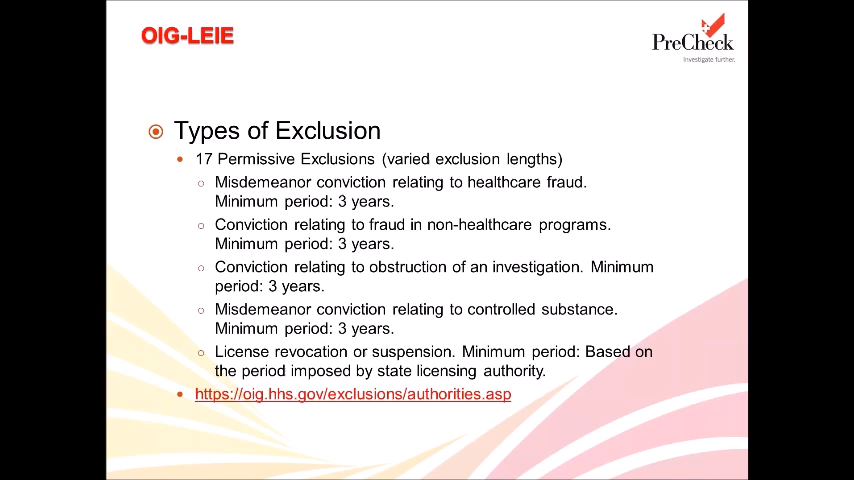 OIG-LEIE
PreCheck
Investigate further.
Types of Exclusion
17 Permissive Exclusions (varied exclusion lengths)
Misdemeanor conviction relating to healthcare fraud.
Minimum period: 3 years.
Conviction relating to fraud in non-healthcare programs.
Minimum period: 3 years.
Conviction relating to obstruction of an investigation. Minimum
period: 3 years.
Misdemeanor conviction relating to controlled substance.
Minimum period: 3 years.
License revocation or suspension. Minimum period: Based on
the period imposed by state licensing authority.
https://oig.hhs.gov/exclusions/authorities.asp